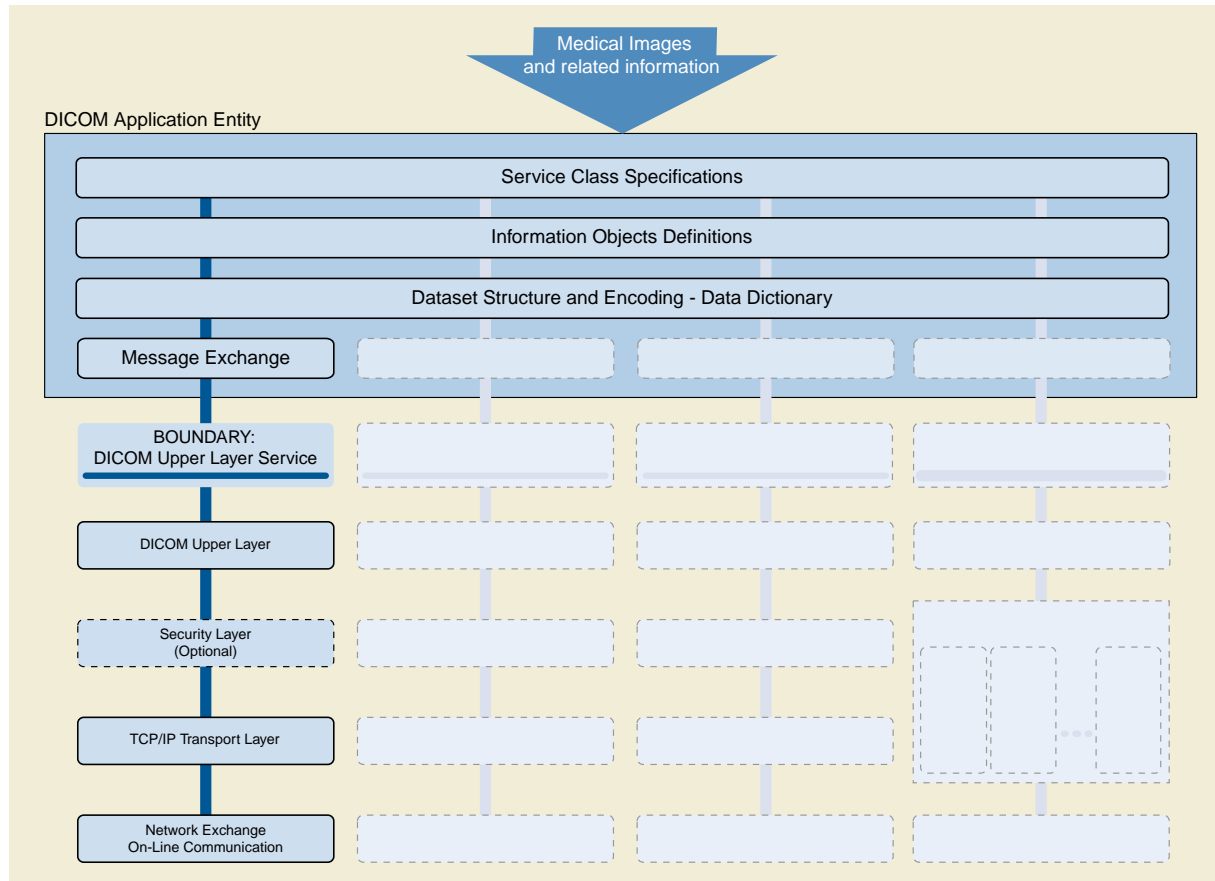 Medical Images
and related information
DICOM Application Entity
Service Class Specifications
Information Objects Definitions
Dataset Structure and Encoding - Data Dictionary
Message Exchange
BOUNDARY:
DICOM Upper Layer Service
DICOM Upper Layer
Security Layer
(Optional)
TCP/IP Transport Layer
Network Exchange
On-Line Communication